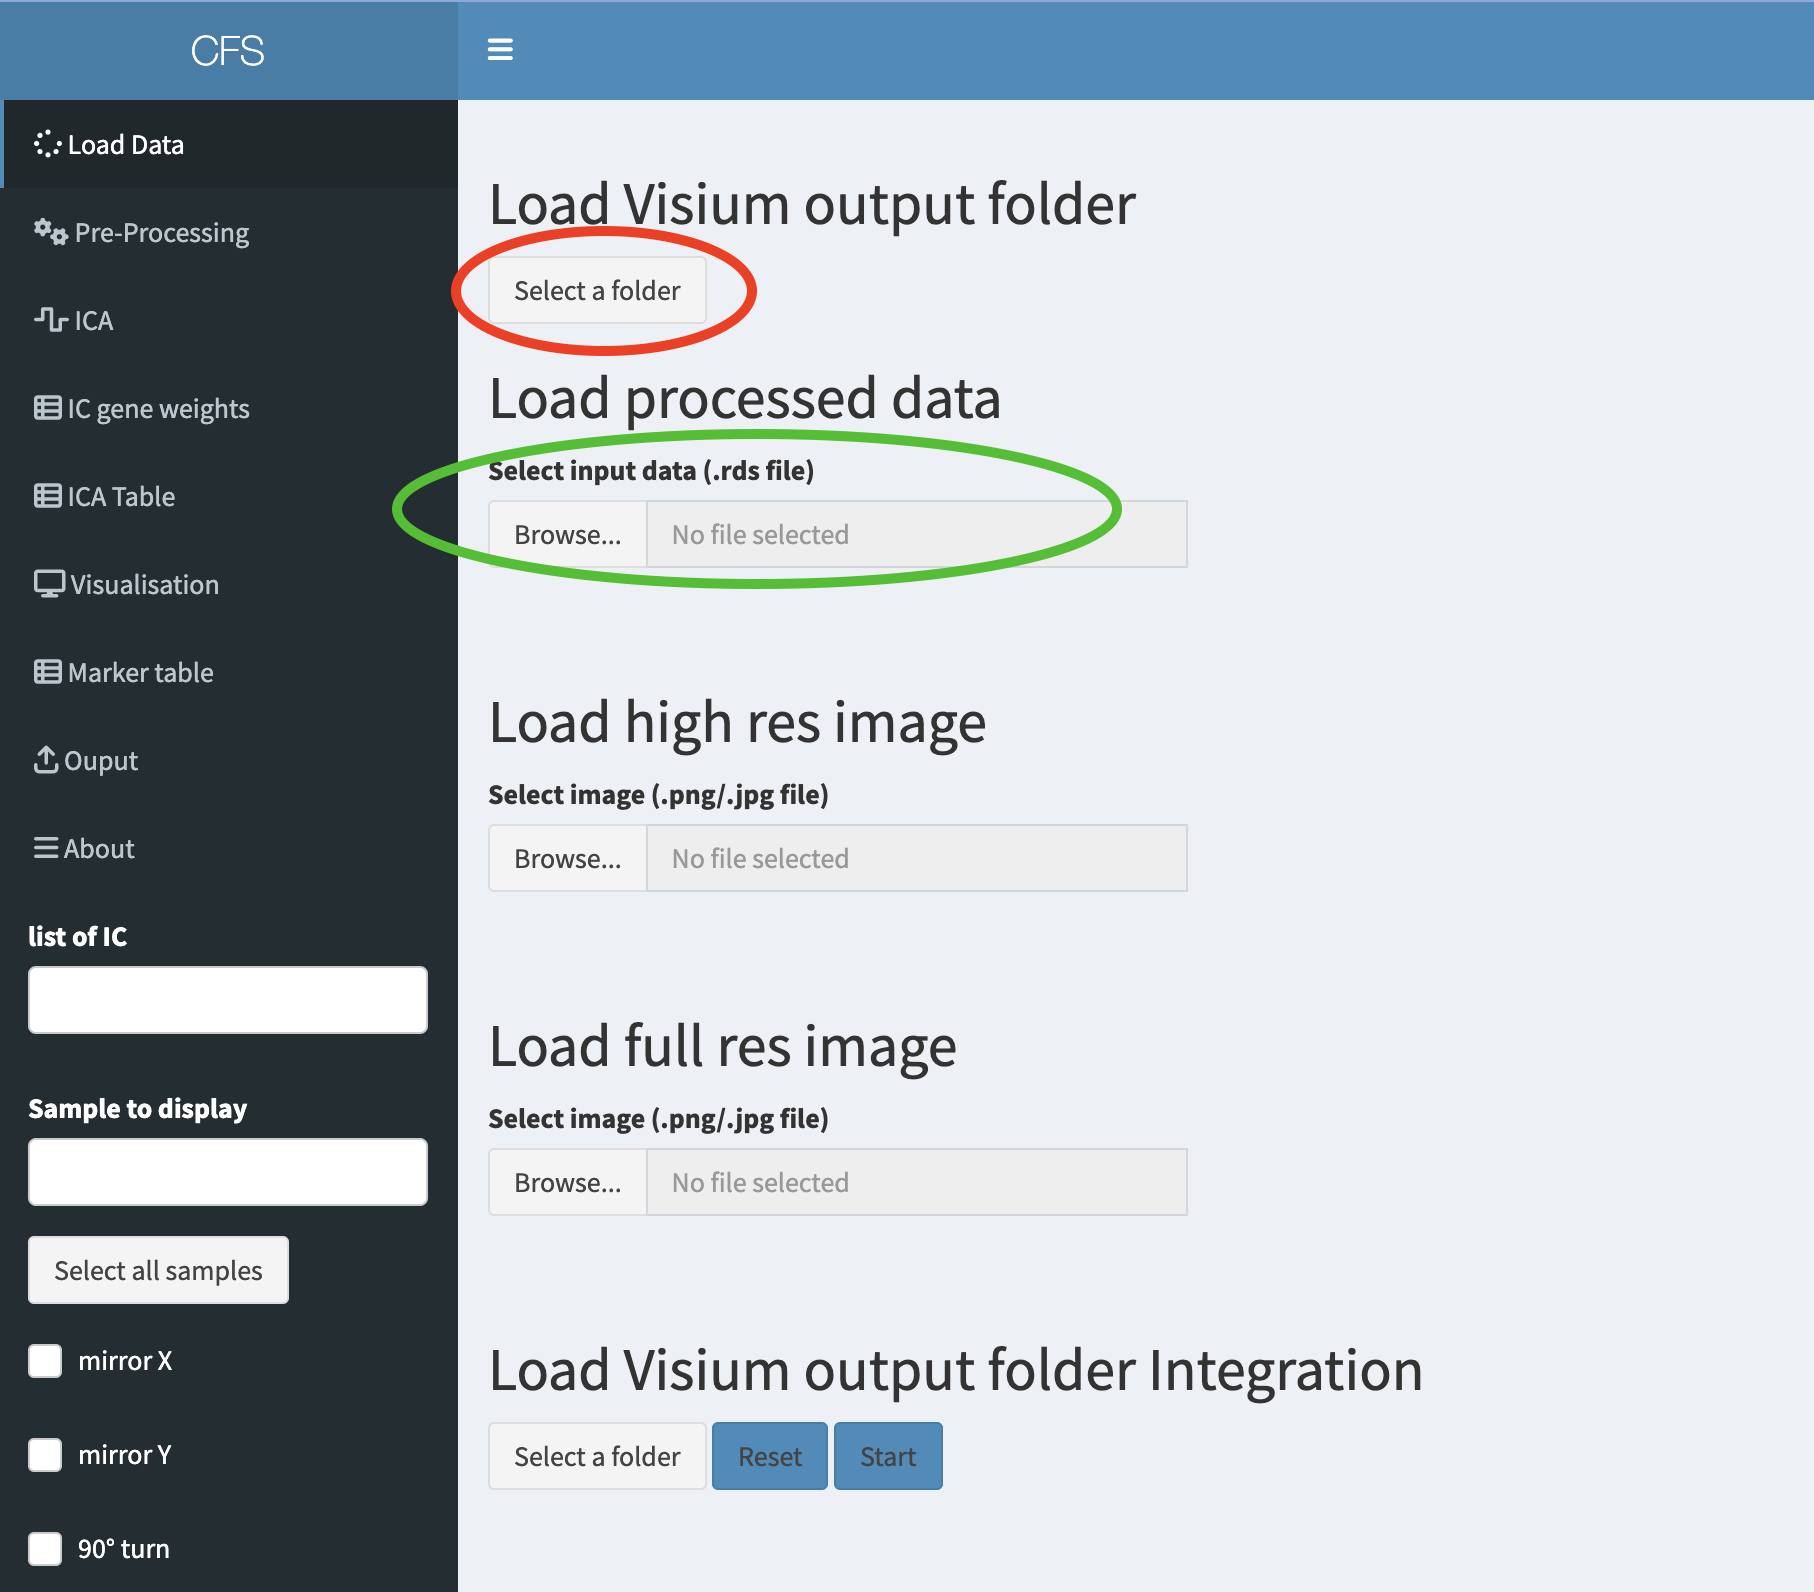 CFS
Load Data
Pre-Processing
ICA
IC gene weights
ICA Table
Visualisation
Marker table
Ouput
About
list of IC
Sample to display
Select all samples
mirror X
mirror Y
90° turn
Load Visium output folder
Select a folder
Load processed data
Select input data (.rds file)
Browse... No file selected
Load high res image
Select image (.png/.jpg file)
Browse... No file selected
Load full res image
Select image (.png/.jpg file)
Browse... No file selected
Load Visium output folder Integration
Select a folder Reset Start